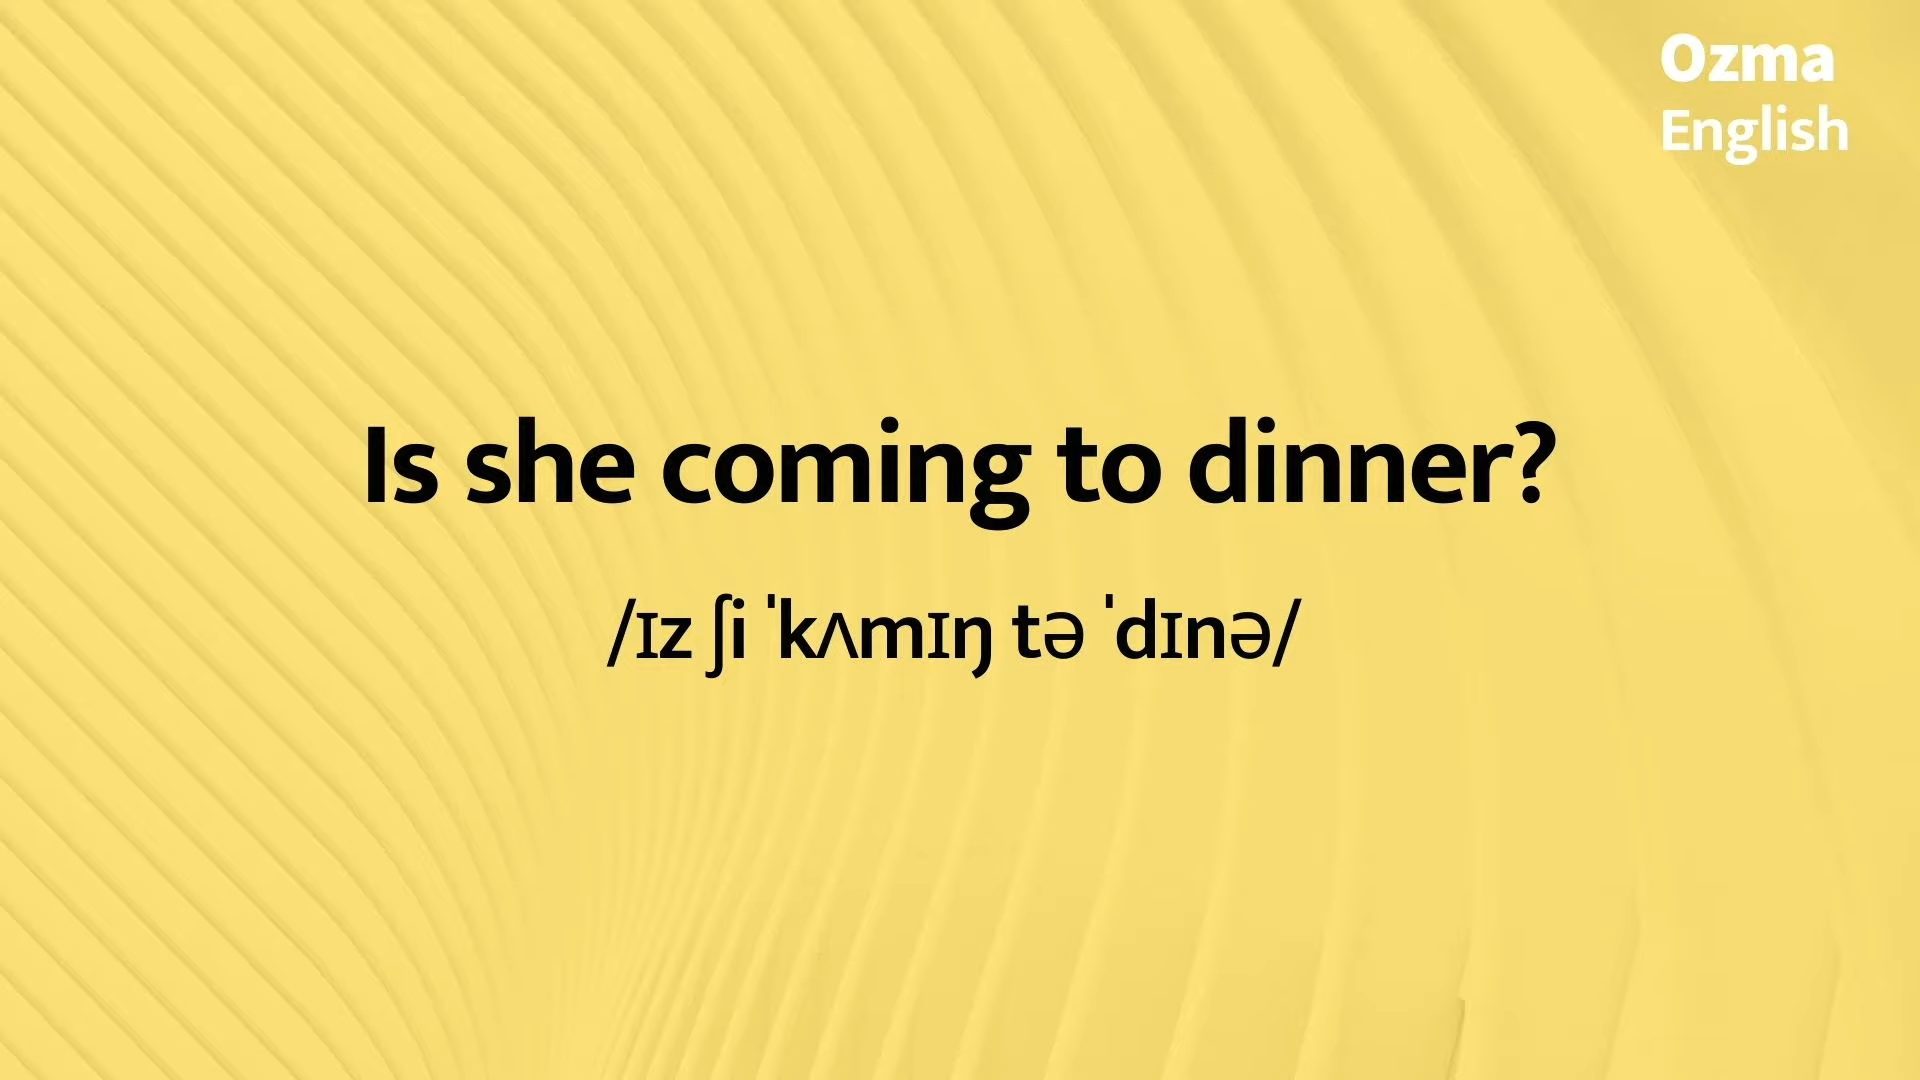 Ozma
English
Is she coming to dinner?
/ɪz ʃi ˈkʌmɪŋ tə ˈdɪnə/